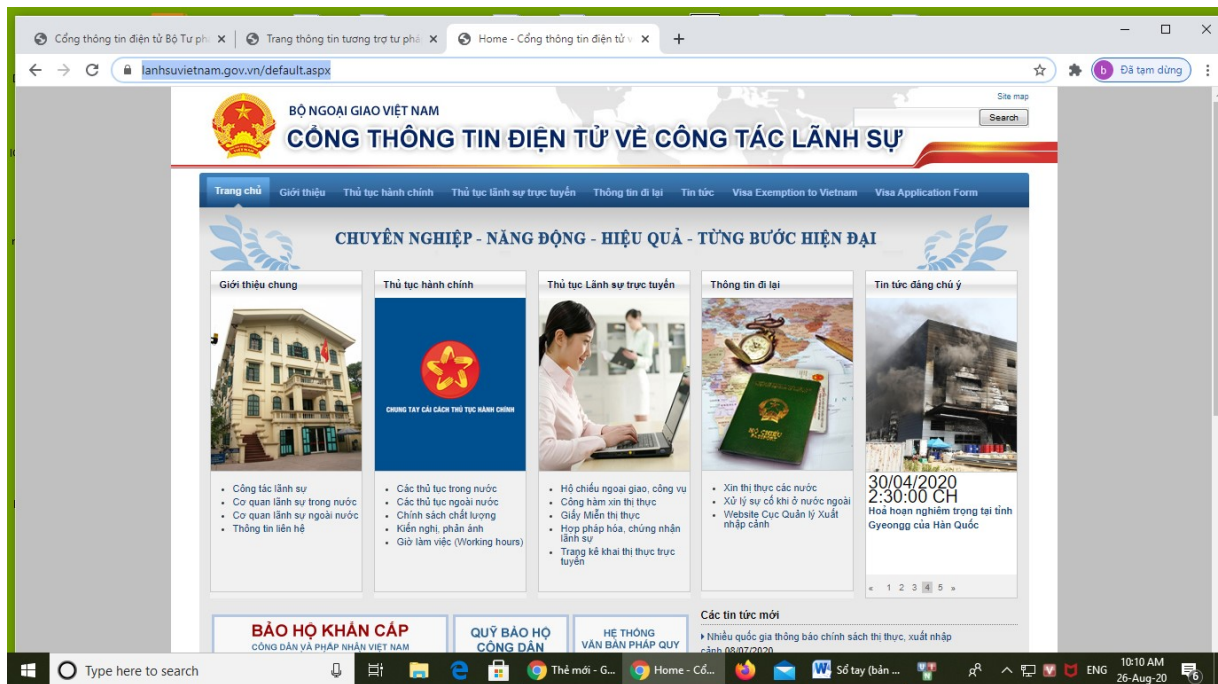 Cổng thông tin điện tử Bộ Tư ph
Trang thông tin tương trợ tư phá
Home - Cổng thông tin điện tử v
lanhsuvietnam.gov.vn/default.aspx
b
Đã tạm dừng
Site map
BỘ NGOẠI GIAO VIỆT NAM
Search
CỔNG THÔNG TIN ĐIỆN TỬ VỀ CÔNG TÁC LÃNH SỰ
Trang chủ Giới thiệu Thủ tục hành chính Thủ tục lãnh sự trực tuyến Thông tin đi lại Tin tức Visa Exemption to Vietnam Visa Application Form
CHUYÊN NGHIỆP - NĂNG ĐỘNG - HIỆU QUẢ - TỪNG BƯỚC HIỆN ĐẠI
Giới thiệu chung
Công tác lãnh sự
Cơ quan lãnh sự trong nước
Cơ quan lãnh sự ngoài nước
Thông tin liên hệ
Thủ tục hành chính
CHUNG TAY CẢI CÁCH THỦ TỤC HÀNH CHÍNH
Các thủ tục trong nước
Các thủ tục ngoài nước
Chính sách chất lượng
Kiến nghị, phản ánh
Giờ làm việc (Working hours)
Thủ tục Lãnh sự trực tuyến
Hộ chiếu ngoại giao, công vụ
Công hàm xin thị thực
Giấy Miễn thị thực
Hợp pháp hóa, chứng nhận
lãnh sự
Trang kê khai thị thực trực
tuyến
Thông tin đi lại
HỘ CHIẾU
PASSPORT
Xin thị thực các nước
Xử lý sự cố khi ở nước ngoài
Website Cục Quản lý Xuất
nhập cảnh
Tin tức đáng chú ý
30/04/2020
2:30:00 CH
Hoả hoạn nghiêm trọng tại tỉnh
Gyeongg của Hàn Quốc
« 1 2 3 4 5 »
BẢO HỘ KHẨN CẤP
CÔNG DÂN VÀ PHÁP NHÂN VIỆT NAM
QUỸ BẢO HỘ
CÔNG DÂN
HỆ THỐNG
VĂN BẢN PHÁP QUY
Các tin tức mới
Nhiều quốc gia thông báo chính sách thị thực, xuất nhập
cảnh 08/07/2020
Type here to search
Thẻ mới - G...
Home - Cổ...
Sổ tay (bản ...
ENG
10:10 AM
26-Aug-20
6